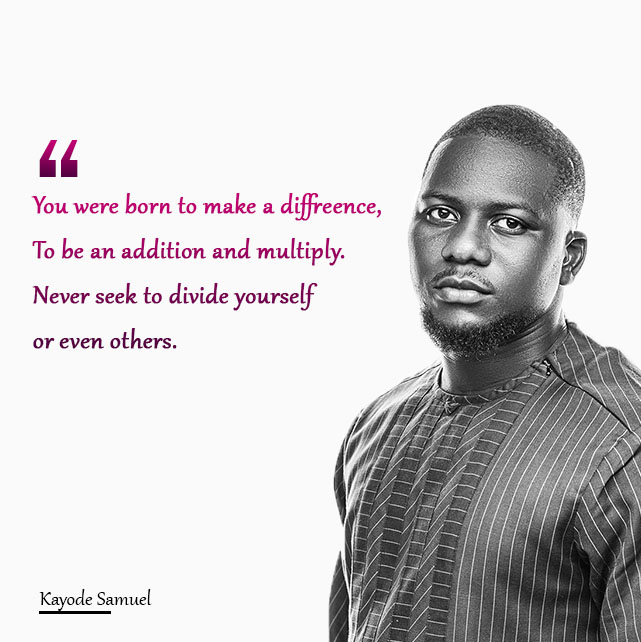 “
You were born to make a diffreence,
To be an addition and multiply.
Never seek to divide yourself
or even others.
Kayode Samuel